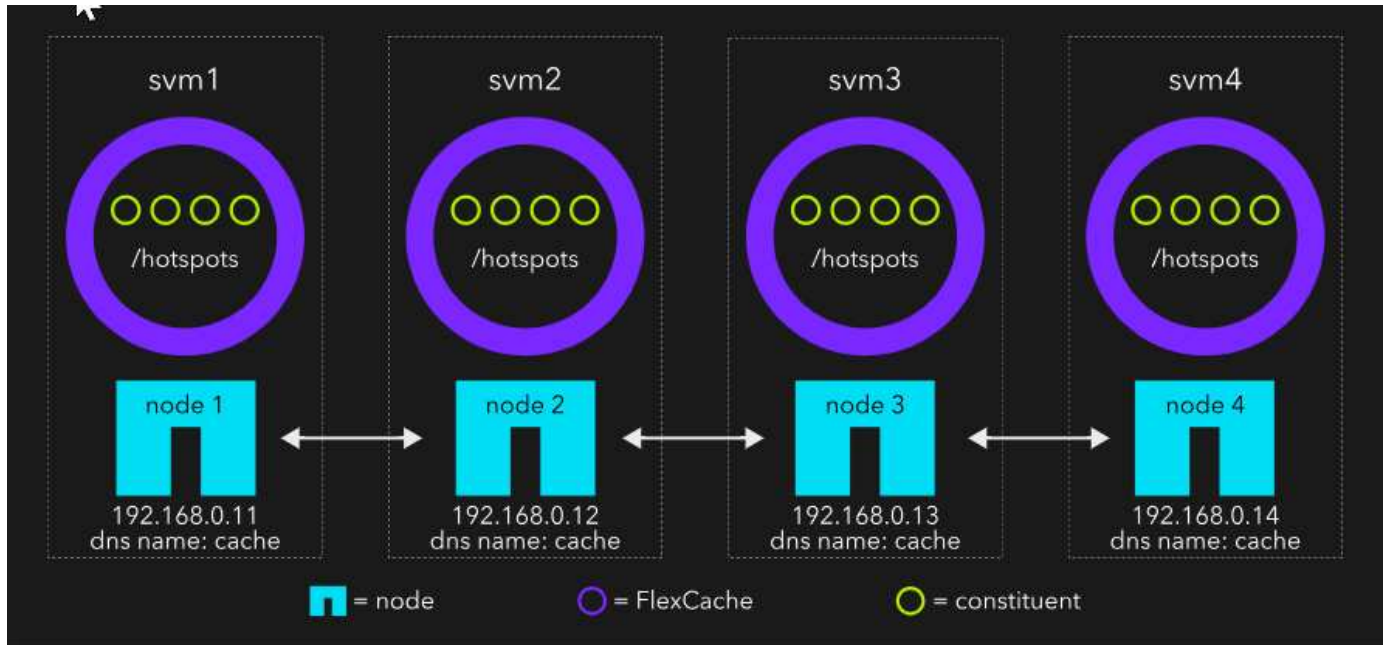 svm1
svm2
svm3
svm4
/hotspots
/hotspots
/hotspots
/hotspots
node 1
node 2
node 3
node 4
192.168.0.11
dns name: cache
192.168.0.12
dns name: cache
192.168.0.13
dns name: cache
192.168.0.14
dns name: cache
= node
= FlexCache
= constituent